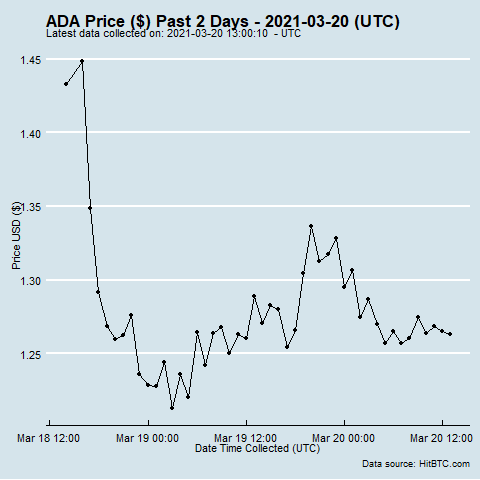 ADA Price ($) Past 2 Days - 2021-03-20 (UTC)
Latest data collected on: 2021-03-20 13:00:10 - UTC
1.45
1.40
1.35
1.30
1.25
Price USD ($)
Mar 18 12:00 Mar 19 00:00 Mar 19 12:00 Mar 20 00:00 Mar 20 12:00
Date Time Collected (UTC)
Data source: HitBTC.com